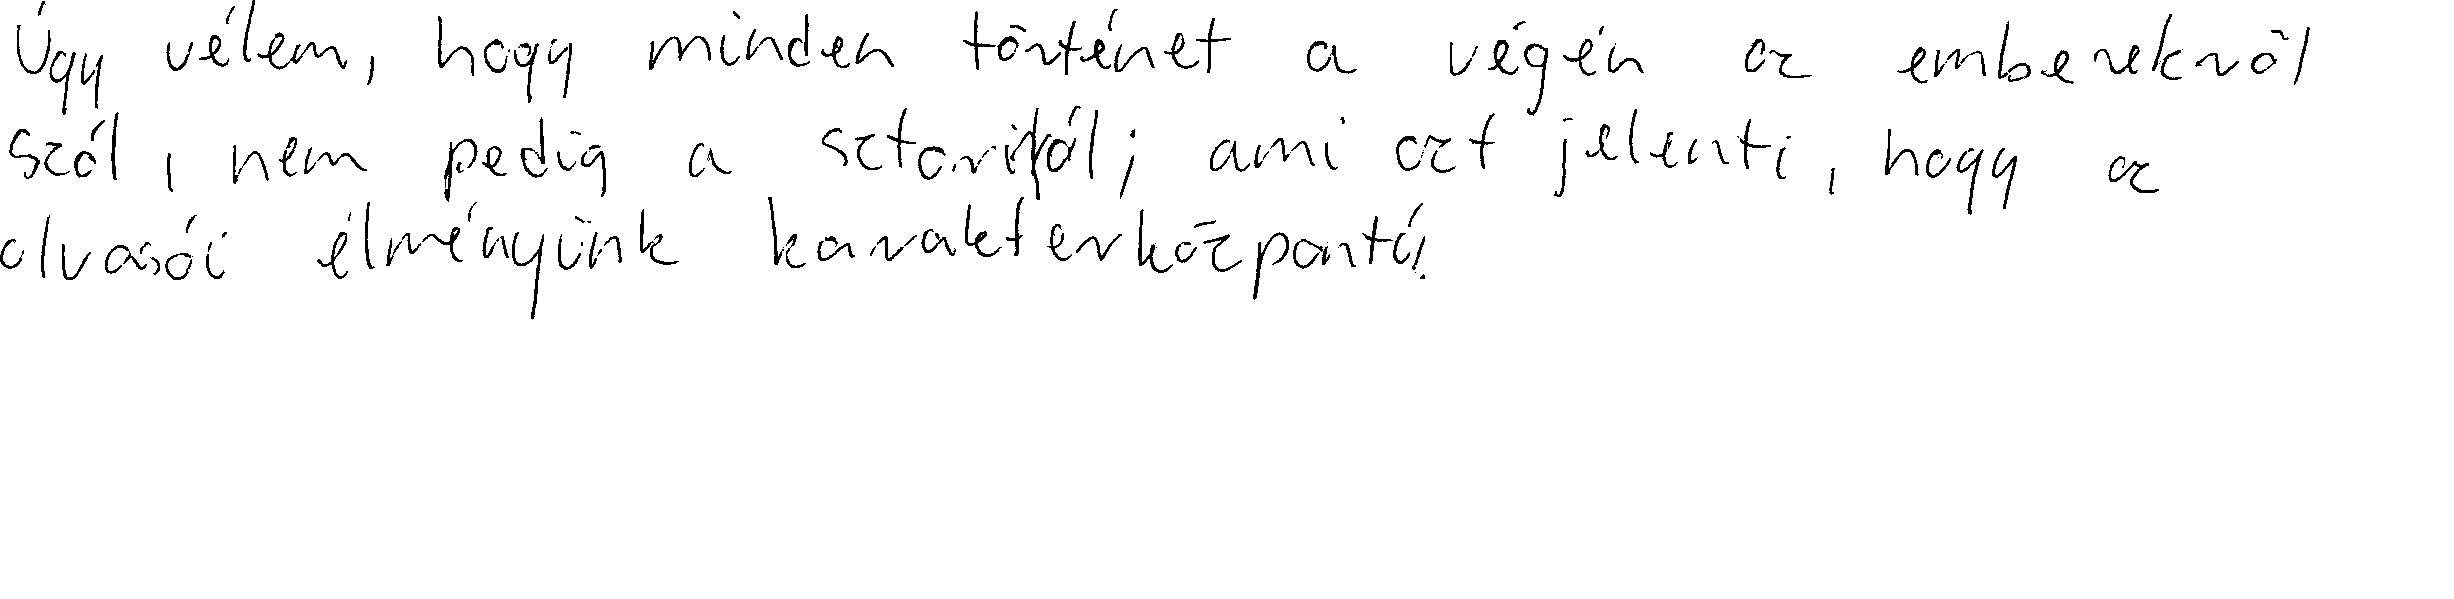 Úgy vélem, hogy minden történet a végén az emberekről
szól, nem pedig a sztoriról; ami azt jelenti, hogy az
olvasói élményünk karakterközpontú!